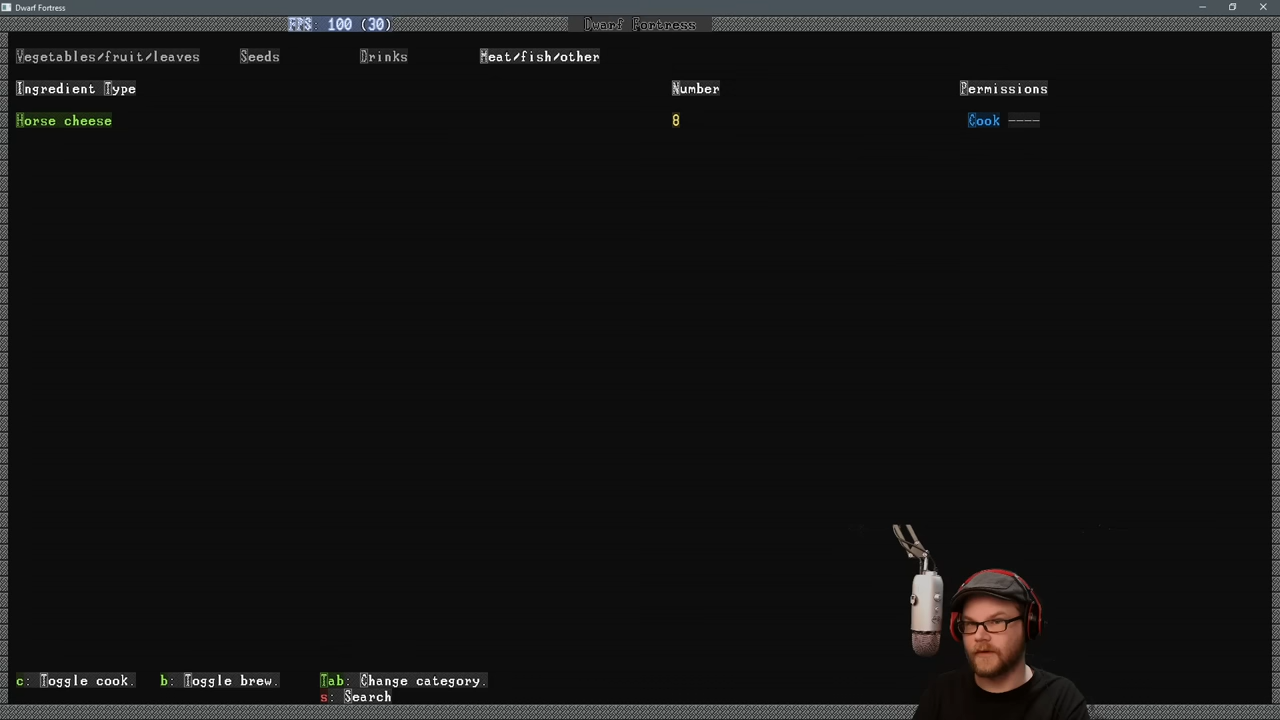 Dwarf Fortress
FPS: 100 (30) Dwarf Fortress
Vegetables/fruit/leaves Seeds Drinks Meat/fish/other
Ingredient Type Number Permissions
Horse cheese 8 Cook ----
c: Toggle cook. b: Toggle brew. Tab: Change category.
s: Search